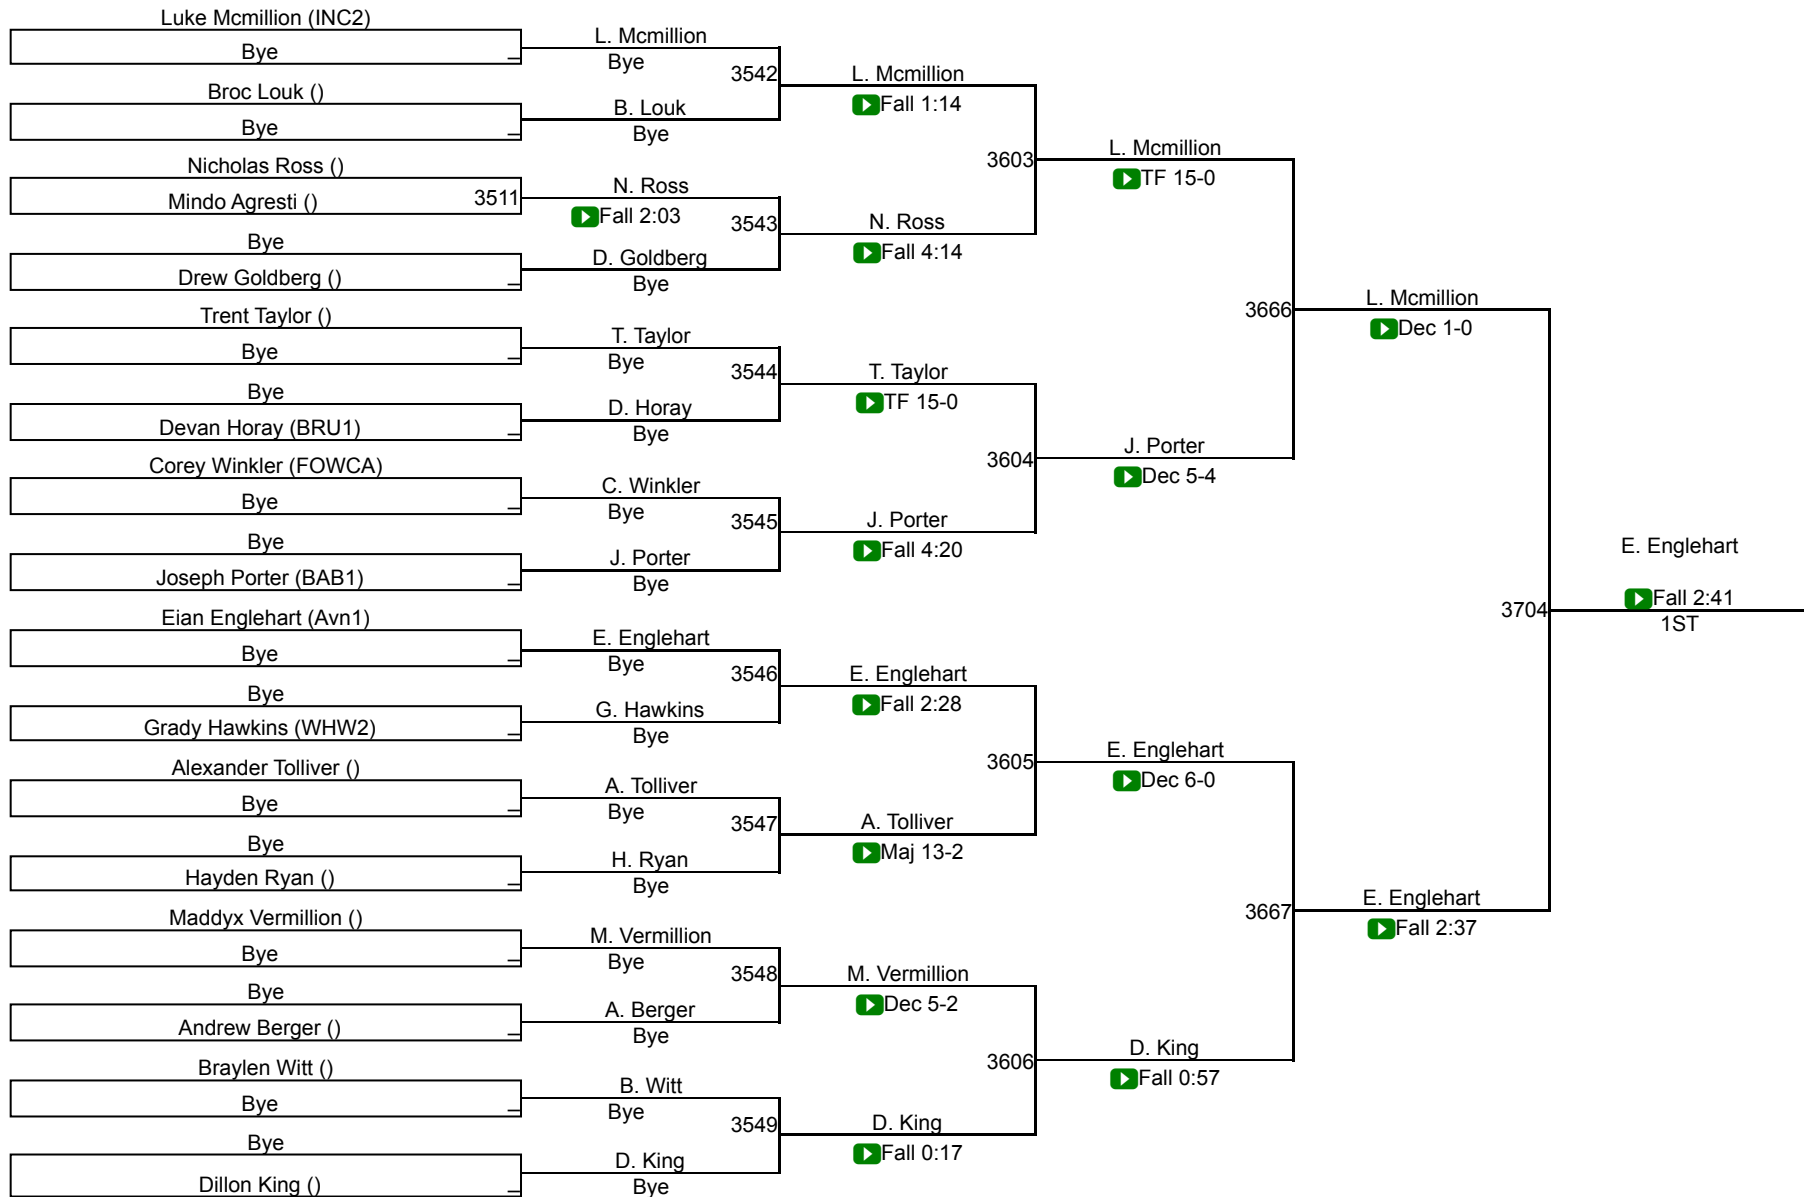 Luke Mcmillion (INC2)
Bye
Broc Louk ()
Bye
Nicholas Ross ()
Mindo Agresti ()
3511
Bye
Drew Goldberg ()
Trent Taylor ()
Bye
Bye
Devan Horay (BRU1)
Corey Winkler (FOWCA)
Bye
Bye
Joseph Porter (BAB1)
Eian Englehart (Avn1)
Bye
Bye
Grady Hawkins (WHW2)
Alexander Tolliver ()
Bye
Bye
Hayden Ryan ()
Maddyx Vermillion ()
Bye
Bye
Andrew Berger ()
Braylen Witt ()
Bye
Bye
Dillon King ()
L. Mcmillion
Bye
3542
B. Louk
Bye
N. Ross
Fall 2:03
3543
D. Goldberg
Bye
T. Taylor
Bye
3544
D. Horay
Bye
C. Winkler
Bye
3545
J. Porter
Bye
E. Englehart
Bye
3546
G. Hawkins
Bye
A. Tolliver
Bye
3547
H. Ryan
Bye
M. Vermillion
Bye
3548
A. Berger
Bye
B. Witt
Bye
3549
D. King
Bye
L. Mcmillion
Fall 1:14
3603
N. Ross
Fall 4:14
T. Taylor
TF 15-0
3604
J. Porter
Fall 4:20
E. Englehart
Fall 2:28
3605
A. Tolliver
Maj 13-2
M. Vermillion
Dec 5-2
3606
D. King
Fall 0:17
L. Mcmillion
TF 15-0
3666
J. Porter
Dec 5-4
E. Englehart
Dec 6-0
3667
D. King
Fall 0:57
L. Mcmillion
Dec 1-0
3704
E. Englehart
Fall 2:37
E. Englehart
Fall 2:41
1ST